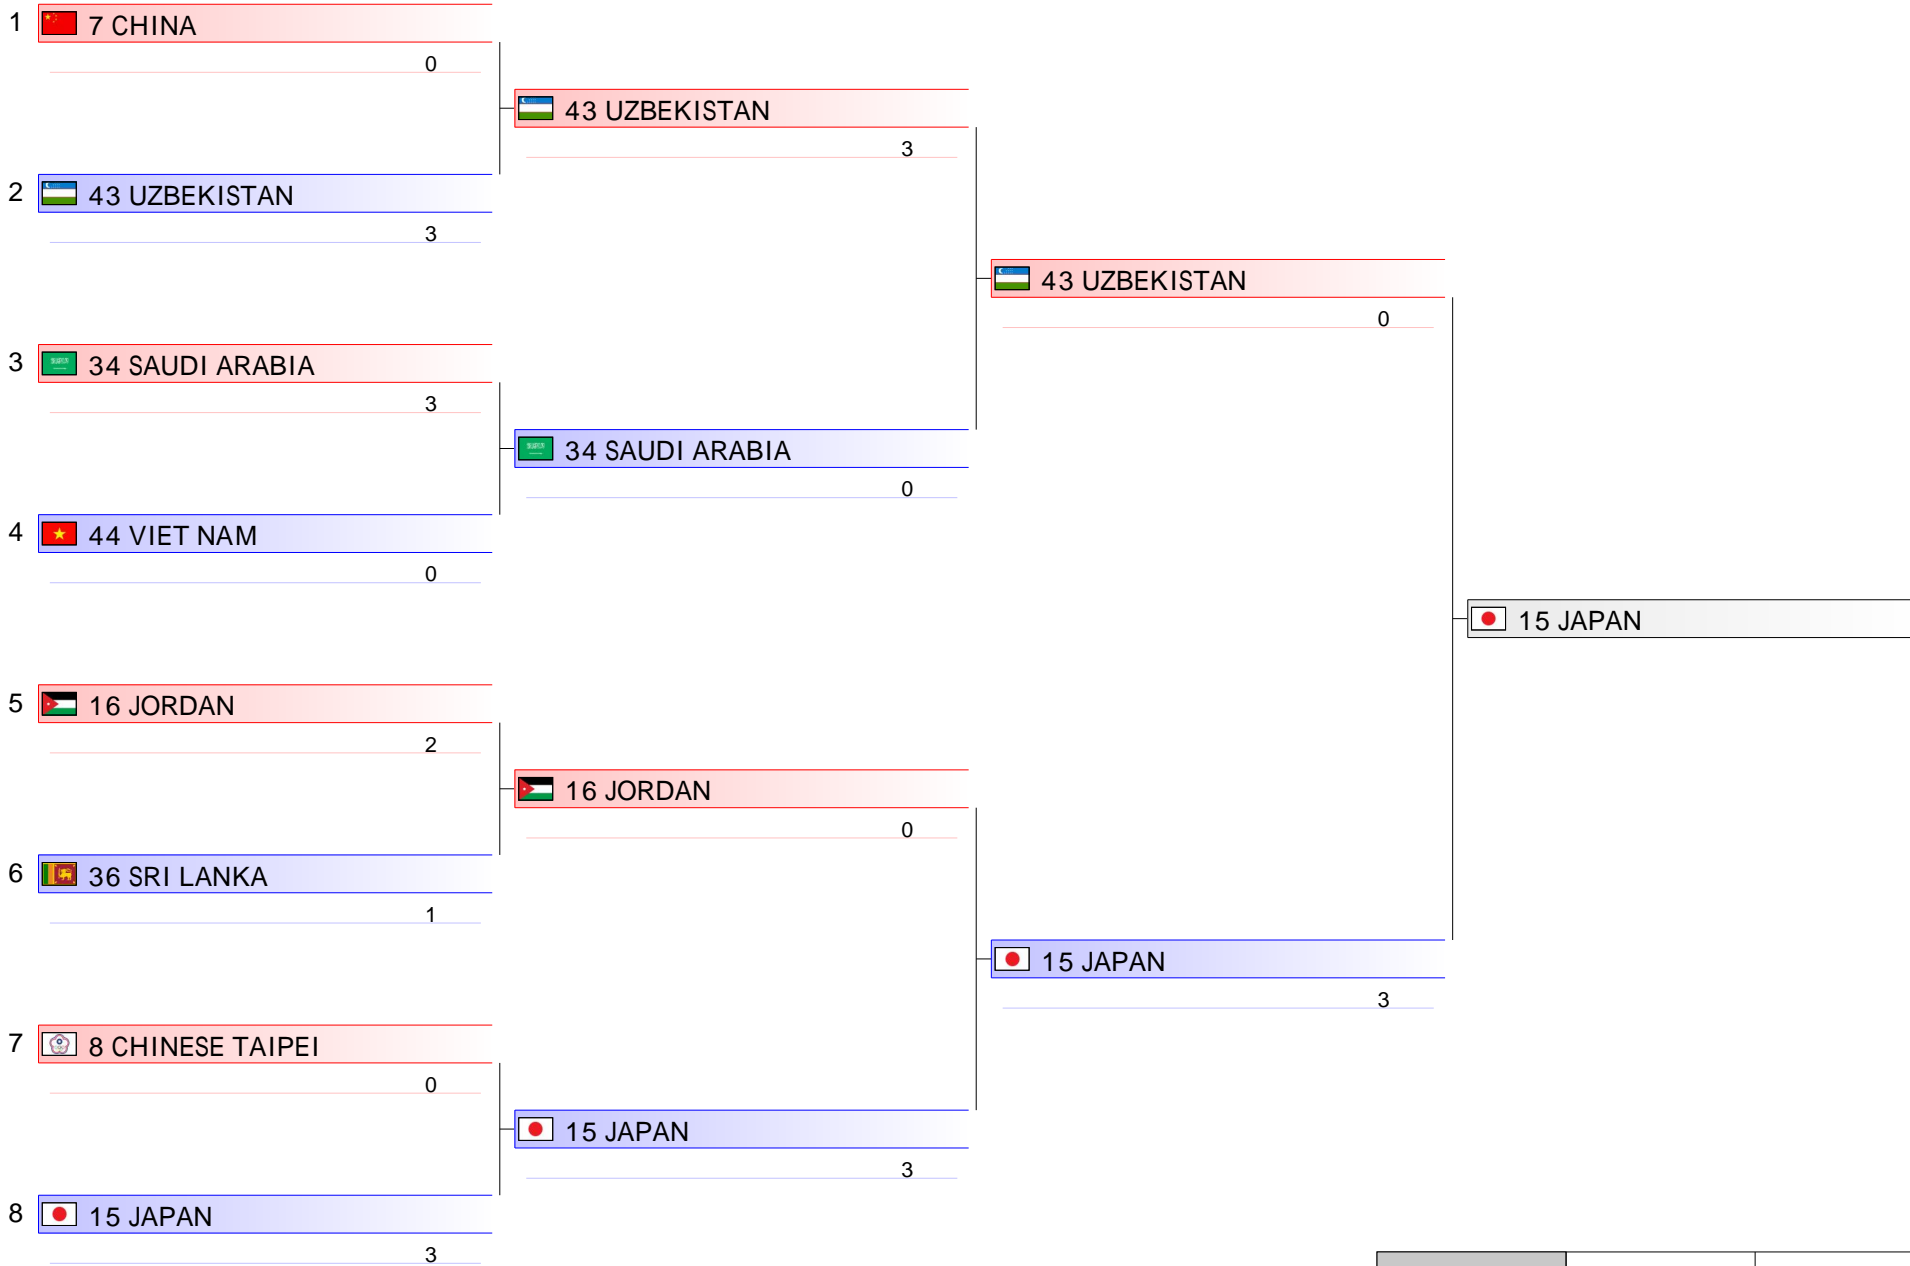 1 7 CHINA
0
2 43 UZBEKISTAN
3
3 34 SAUDI ARABIA
3
4 44 VIET NAM
0
5 16 JORDAN
2
6 36 SRI LANKA
1
7 8 CHINESE TAIPEI
0
8 15 JAPAN
3
43 UZBEKISTAN
3
34 SAUDI ARABIA
0
16 JORDAN
0
15 JAPAN
3
43 UZBEKISTAN
0
15 JAPAN
3
15 JAPAN